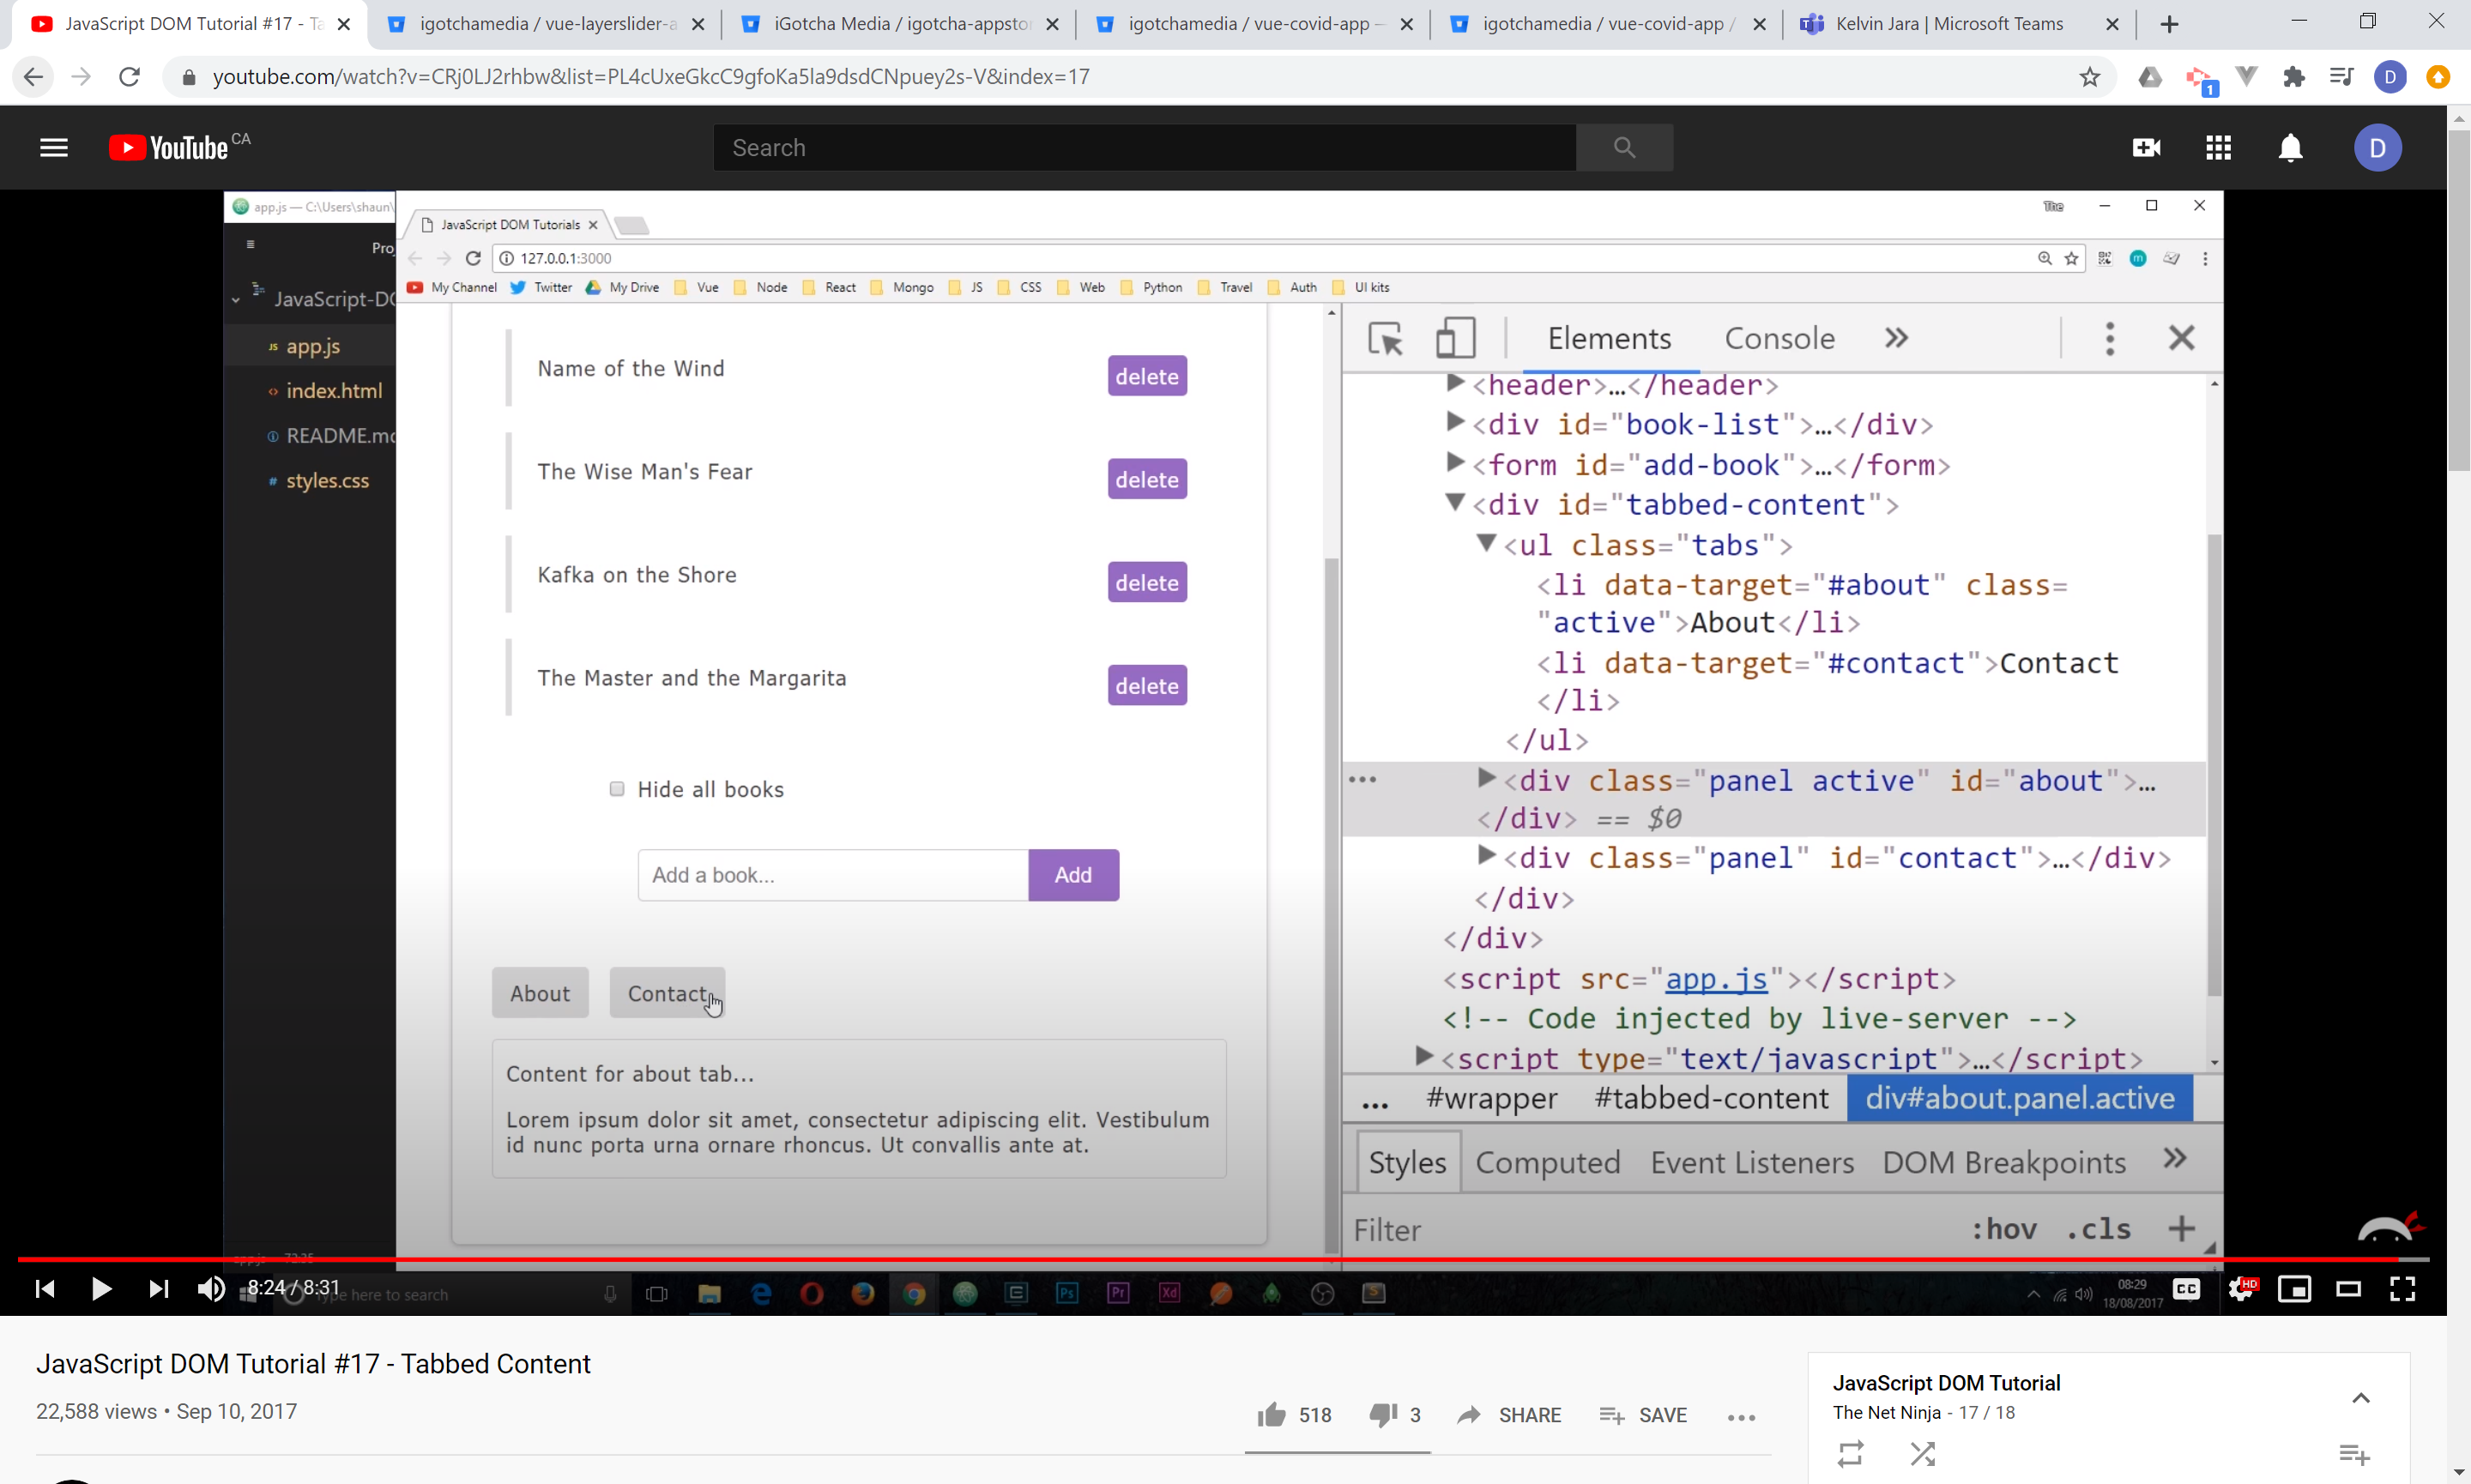 JavaScript DOM Tutorial #17 - Ta
igotchamedia / vue-layerslider-a
iGotcha Media / igotcha-appstor
igotchamedia / vue-covid-app —
igotchamedia / vue-covid-app /
Kelvin Jara | Microsoft Teams
youtube.com/watch?v=CRj0LJ2rhbw&list=PL4cUxeGkcC9gfoKa5la9dsdCNpuey2s-V&index=17
D
1
YouTube CA
Search
D
app.js — C:\Users\shaun\
JavaScript DOM Tutorials
The
127.0.0.1:3000
My Channel Twitter My Drive Vue Node React Mongo JS CSS Web Python Travel Auth UI kits
JavaScript-DO
app.js
index.html
README.m
styles.css
Name of the Wind delete
The Wise Man's Fear delete
Kafka on the Shore delete
The Master and the Margarita delete
Hide all books
Add a book... Add
About Contact
Content for about tab...
Lorem ipsum dolor sit amet, consectetur adipiscing elit. Vestibulum
id nunc porta urna ornare rhoncus. Ut convallis ante at.
Elements Console »
<header>…</header>
<div id="book-list">…</div>
<form id="add-book">…</form>
<div id="tabbed-content">
<ul class="tabs">
<li data-target="#about" class=
"active">About</li>
<li data-target="#contact">Contact
</li>
</ul>
<div class="panel active" id="about">…
</div> == $0
<div class="panel" id="contact">…</div>
</div>
</div>
<script src="app.js"></script>
<!-- Code injected by live-server -->
<script type="text/javascript">…</script>
... #wrapper #tabbed-content div#about.panel.active
Styles Computed Event Listeners DOM Breakpoints »
Filter :hov .cls +
8:24 / 8:31
here to search
Ps Pr Xd
08:29
18/08/2017
CC HD
JavaScript DOM Tutorial #17 - Tabbed Content
22,588 views • Sep 10, 2017
518 3 SHARE SAVE
JavaScript DOM Tutorial
The Net Ninja - 17 / 18